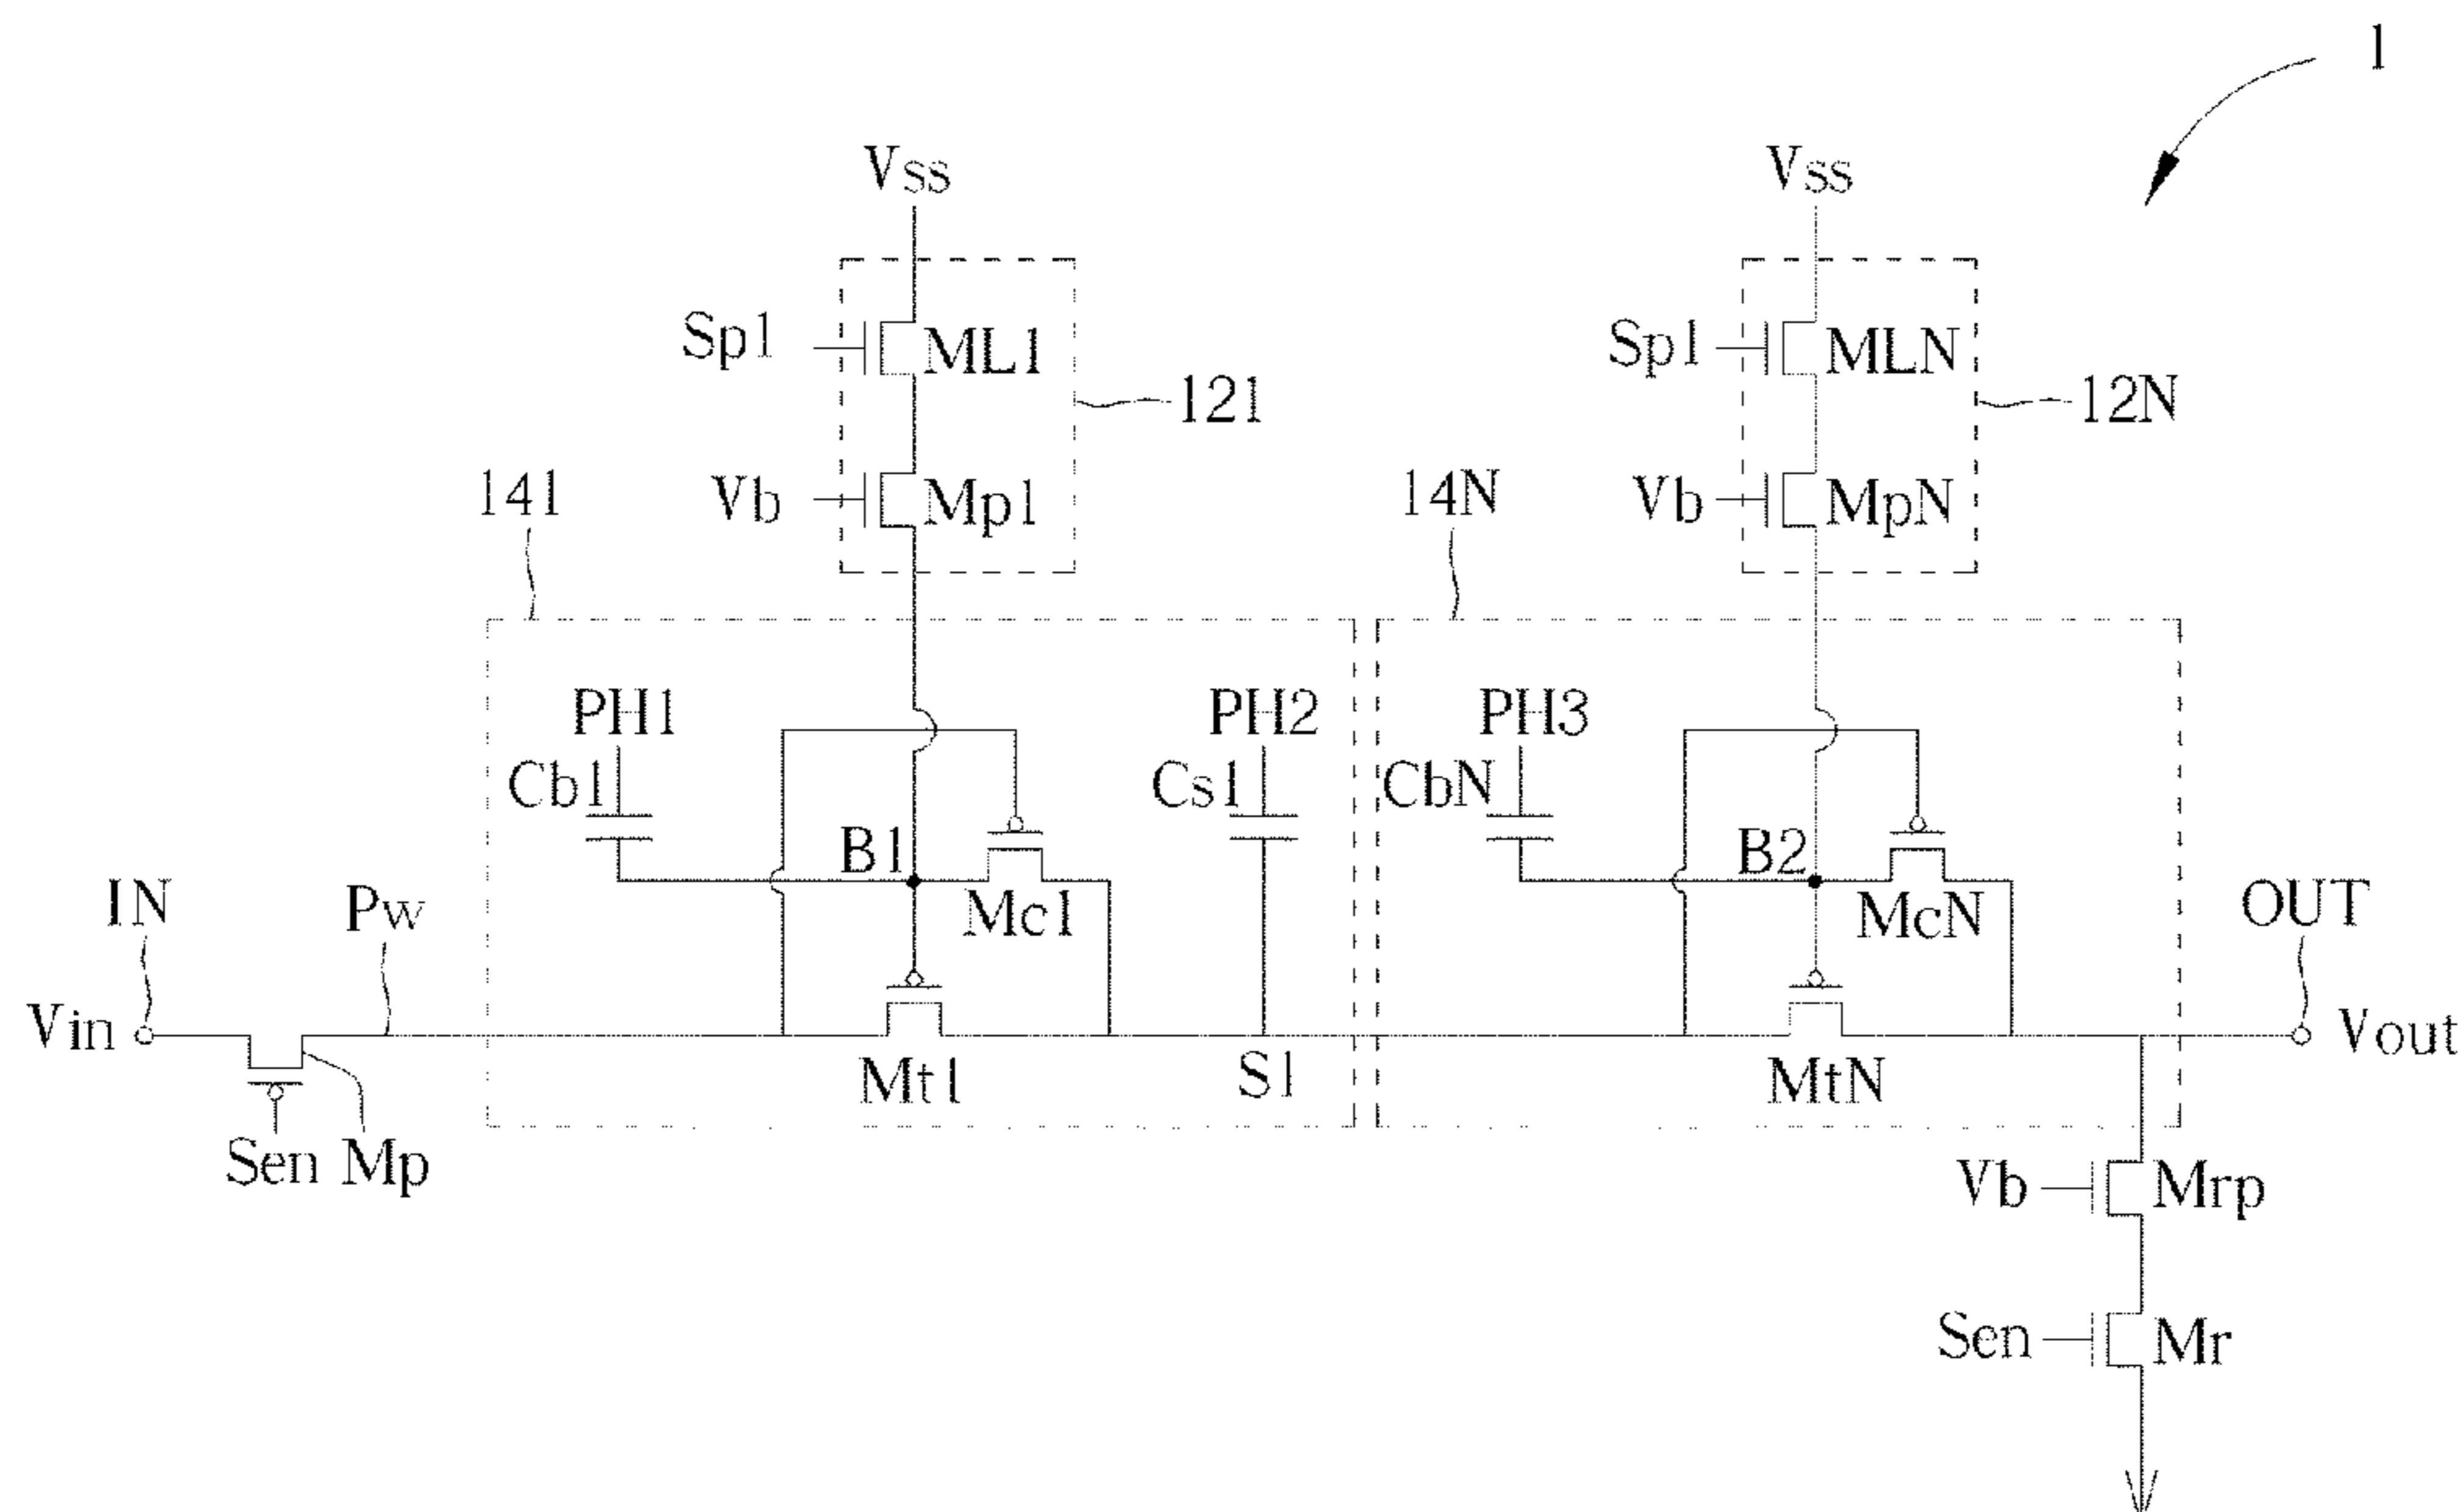 1
Vss
Vss
Sp1
ML1
Sp1
MLN
121
12N
141
Vb
Mp1
14N
Vb
MpN
PH1
PH2
PH3
Cb1
Cs1
CbN
B1
B2
IN
Pw
Mc1
McN
OUT
Vin
Vout
Mt1
S1
MtN
Sen
Mp
Vb
Mrp
Sen
Mr